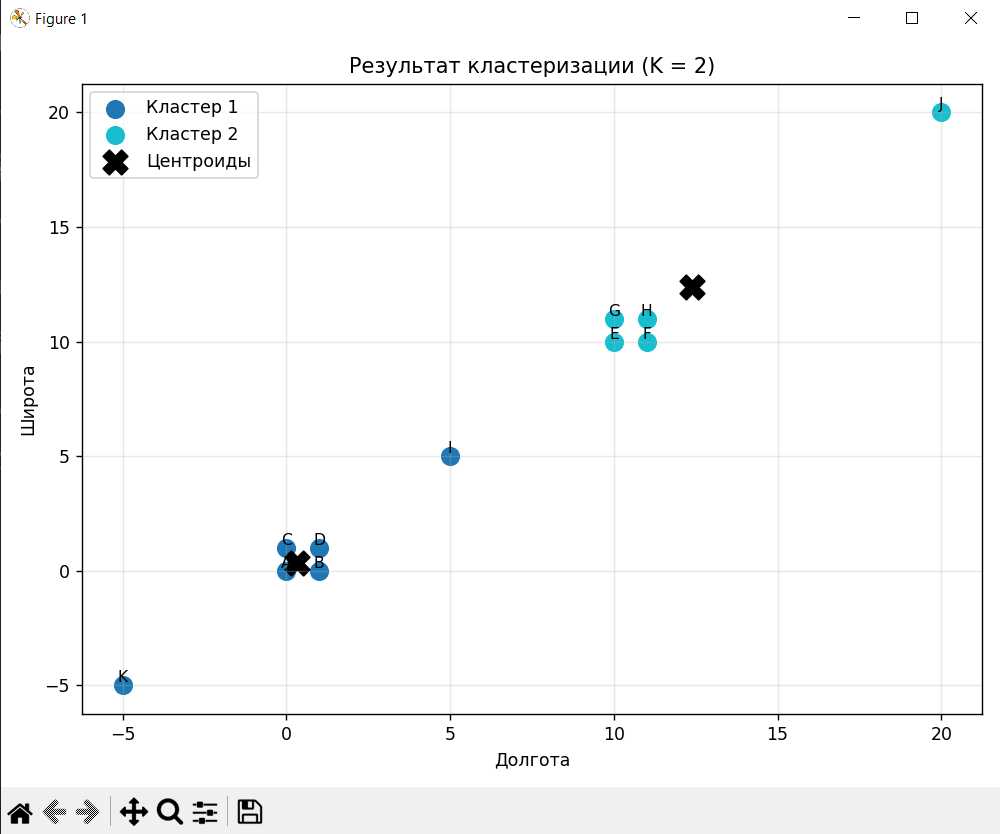 Figure 1
Результат кластеризации (K = 2)
Кластер 1
Кластер 2
Центроиды
20
15
10
5
0
−5
Широта
J
G
H
E
F
I
C
D
A
B
K
−5
0
5
10
15
20
Долгота